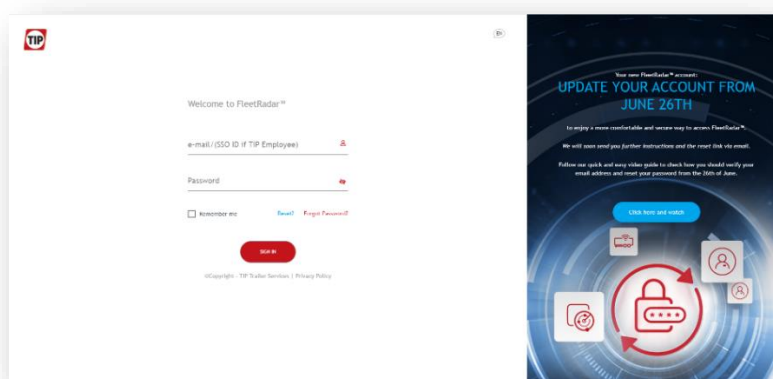 TIP
EN
Welcome to FleetRadar™
e-mail/(SSO ID if TIP Employee)
Password
Remember me
Reset?
Forgot Password?
SIGN IN
©Copyright - TIP Trailer Services | Privacy Policy
Your new FleetRadar™ account:
UPDATE YOUR ACCOUNT FROM
JUNE 26TH
to enjoy a more comfortable and secure way to access FleetRadar™.
We will soon send you further instructions and the reset link via email.
Follow our quick and easy video guide to check how you should verify your
email address and reset your password from the 26th of June.
Click here and watch